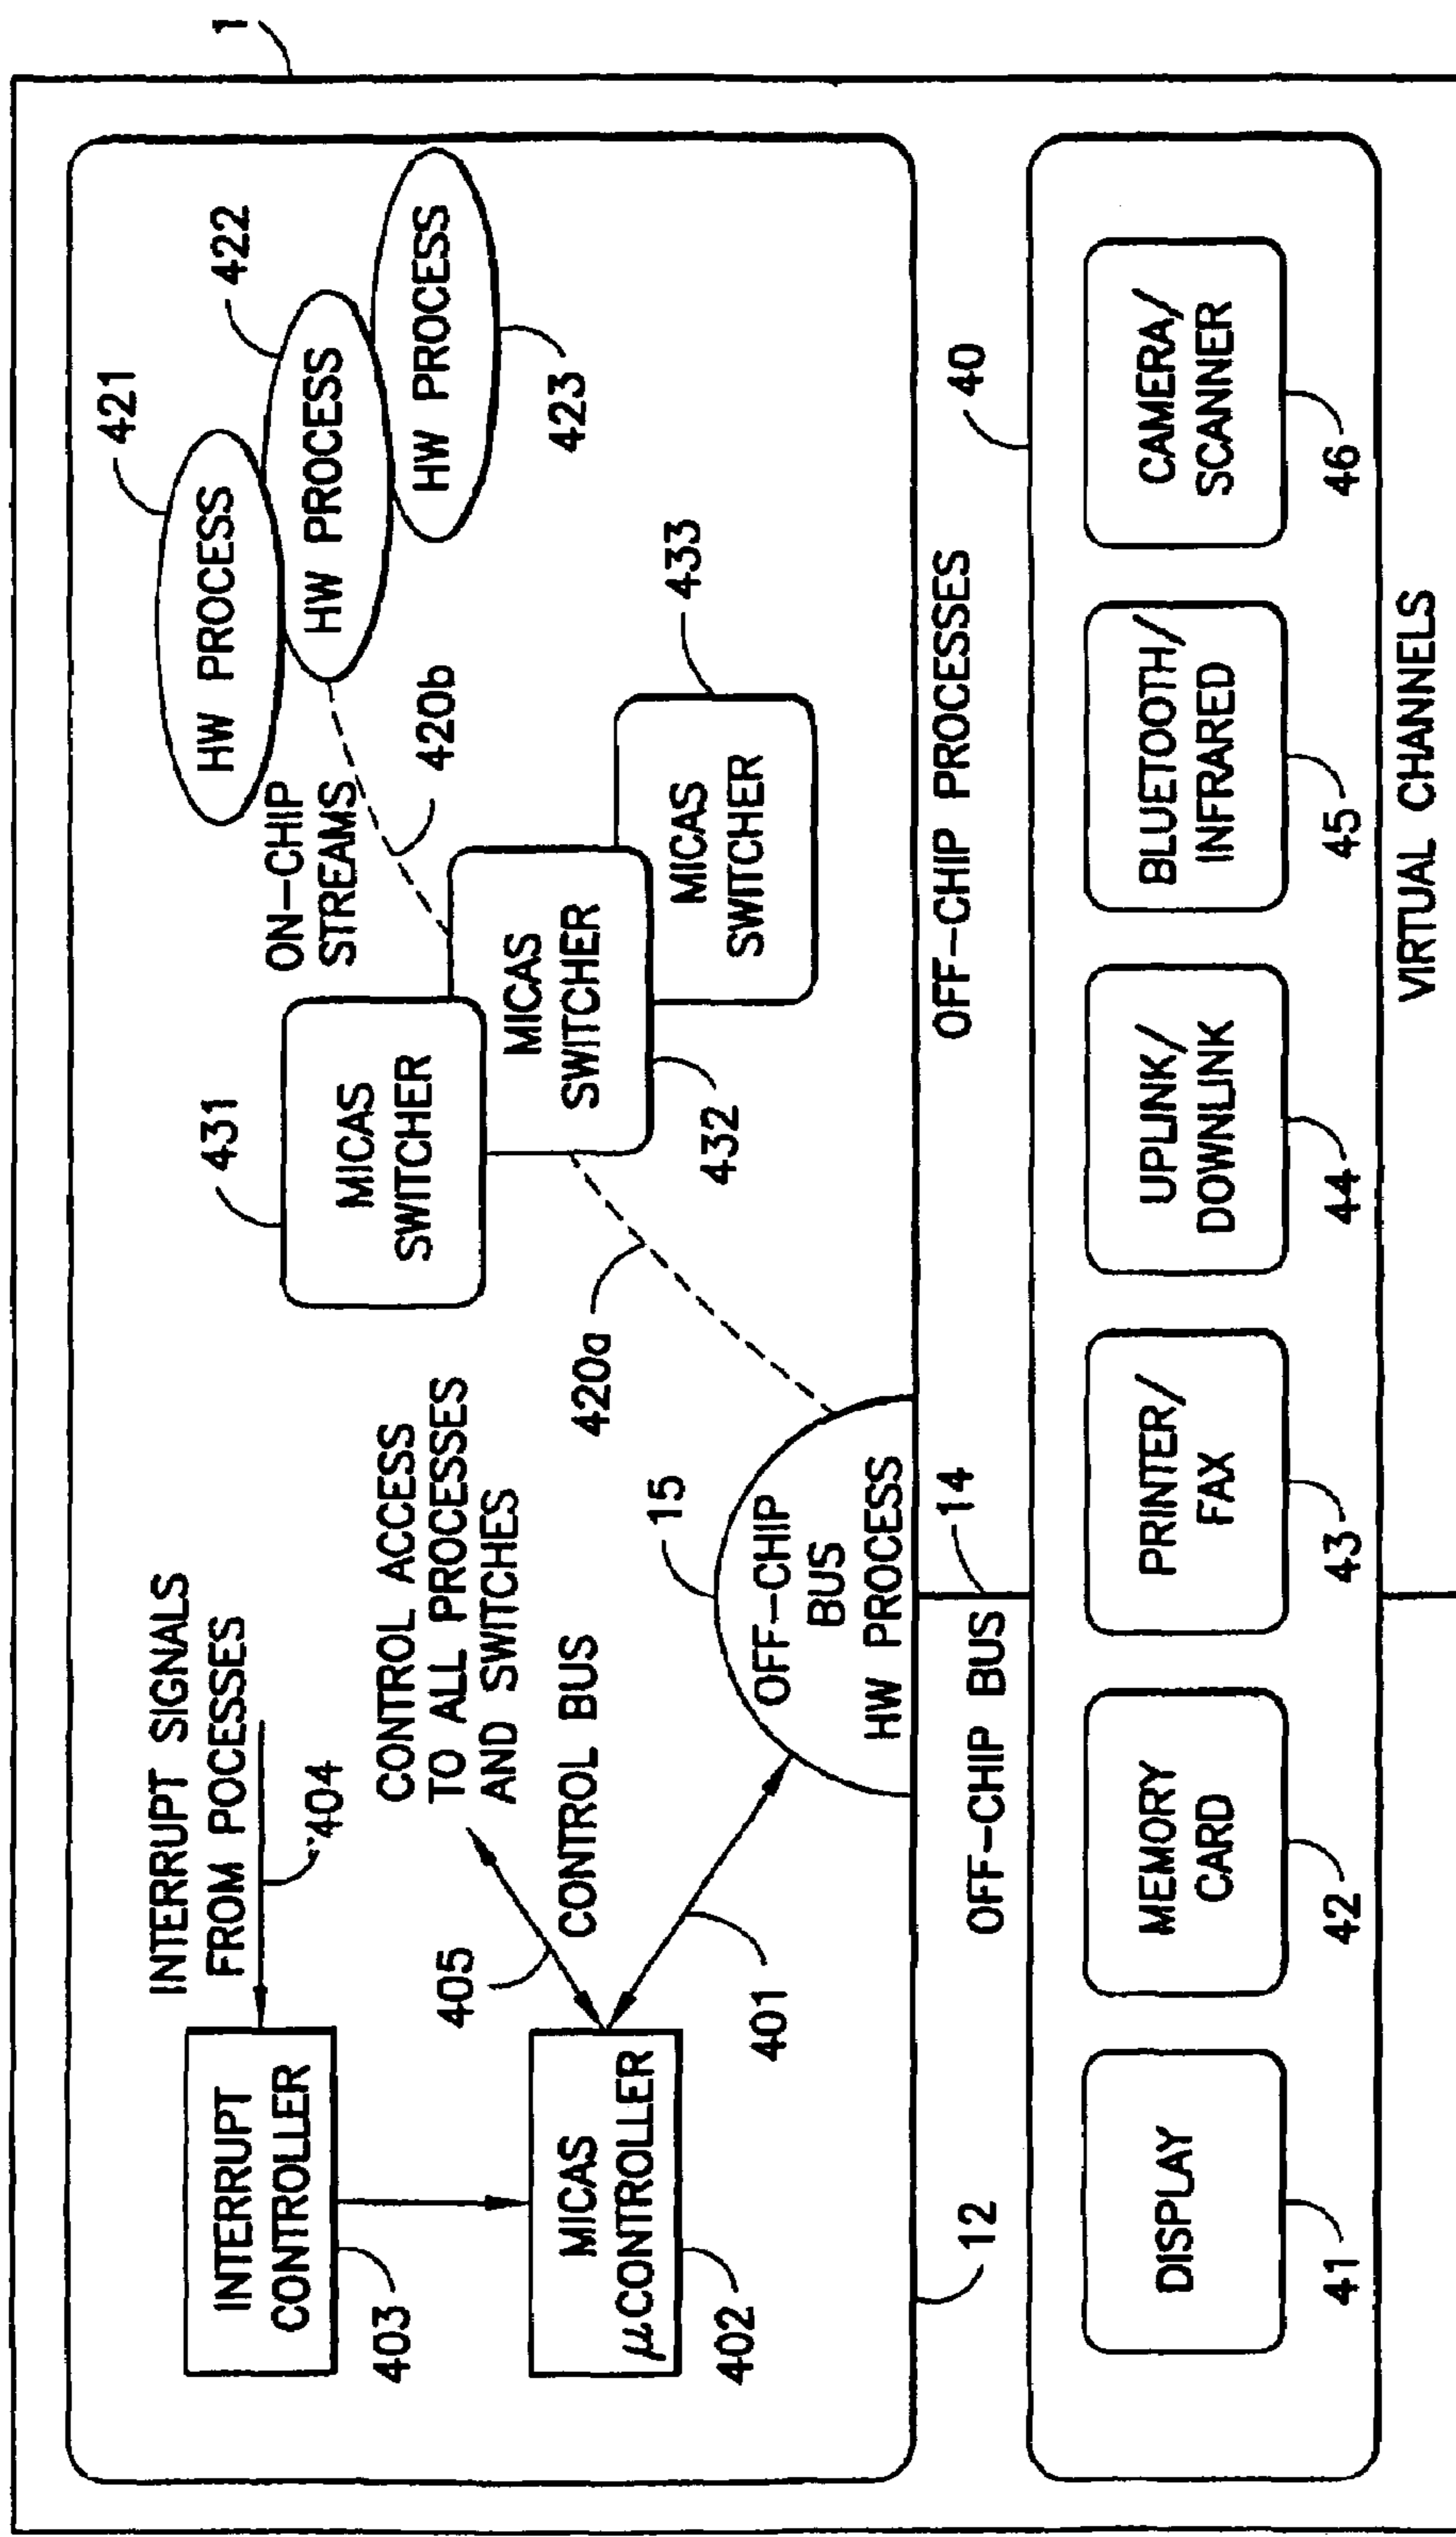 1
INTERRUPT SIGNALS
FROM POCESSES
404
INTERRUPT
CONTROLLER
403
MICAS
μCONTROLLER
402
405
CONTROL ACCESS
TO ALL PROCESSES
AND SWITCHES
CONTROL BUS
401
15
OFF-CHIP
BUS
HW PROCESS
420a
431
MICAS
SWITCHER
MICAS
SWITCHER
432
MICAS
SWITCHER
433
ON-CHIP
STREAMS
420b
421
HW PROCESS
422
HW PROCESS
HW PROCESS
423
12
OFF-CHIP BUS
14
OFF-CHIP PROCESSES
40
DISPLAY
41
MEMORY
CARD
42
PRINTER/
FAX
43
UPLINK/
DOWNLINK
44
BLUETOOTH/
INFRARED
45
CAMERA/
SCANNER
46
VIRTUAL CHANNELS